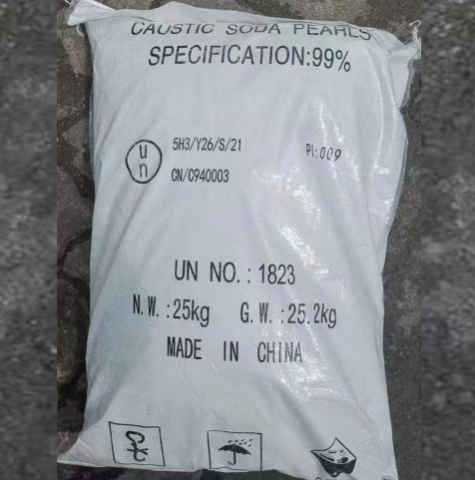 CAUSTIC SODA PEARLS
SPECIFICATION:99%
un
5H3/Y26/S/21
PI:009
CN/C940003
UN NO.:1823
N.W.:25kg G.W.:25.2kg
MADE IN CHINA